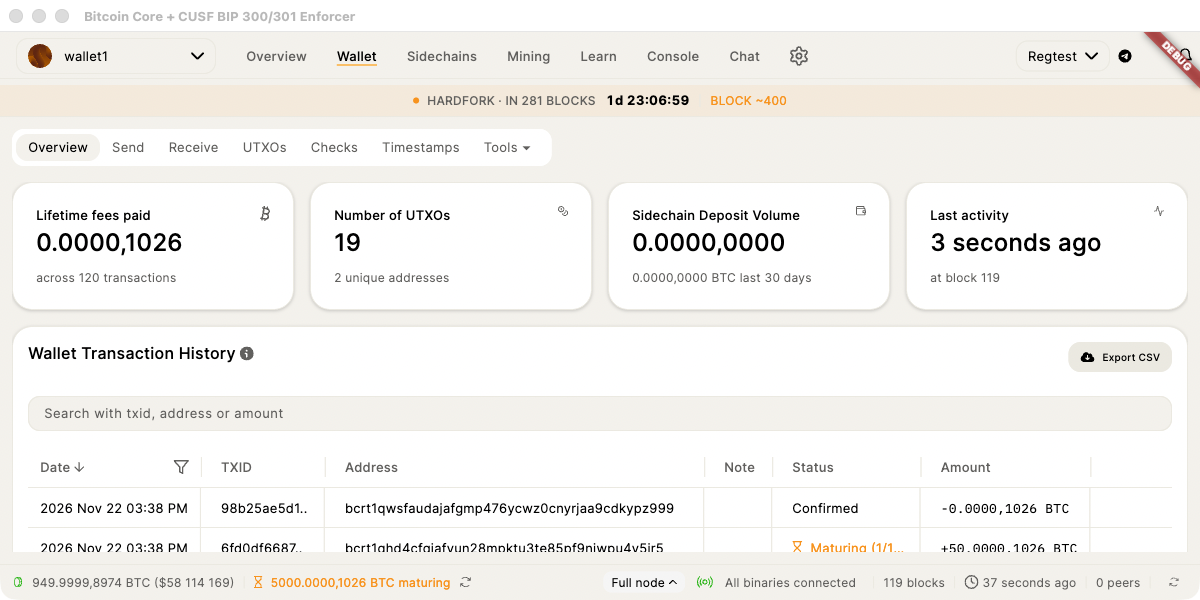 Bitcoin Core + CUSF BIP 300/301 Enforcer
wallet1 Overview Wallet Sidechains Mining Learn Console Chat Regtest DEBUG
HARDFORK · IN 281 BLOCKS 1d 23:06:59 BLOCK ~400
Overview Send Receive UTXOs Checks Timestamps Tools
Lifetime fees paid
0.0000,1026
across 120 transactions
Number of UTXOs
19
2 unique addresses
Sidechain Deposit Volume
0.0000,0000
0.0000,0000 BTC last 30 days
Last activity
3 seconds ago
at block 119
Wallet Transaction History
Export CSV
Search with txid, address or amount
Date TXID Address Note Status Amount
2026 Nov 22 03:38 PM 98b25ae5d1.. bcrt1qwsfaudajafgmp476ycwz0cnyrjaa9cdkypz999 Confirmed -0.0000,1026 BTC
2026 Nov 22 03:38 PM 6fd0df6687.. bcrt1qhd4cfgjafvun28mpktu3te85pf9njwpu4y5jr5 Maturing (1/1... +50.0000,1026 BTC
949.9999,8974 BTC ($58 114 169) 5000.0000,1026 BTC maturing Full node All binaries connected 119 blocks 37 seconds ago 0 peers